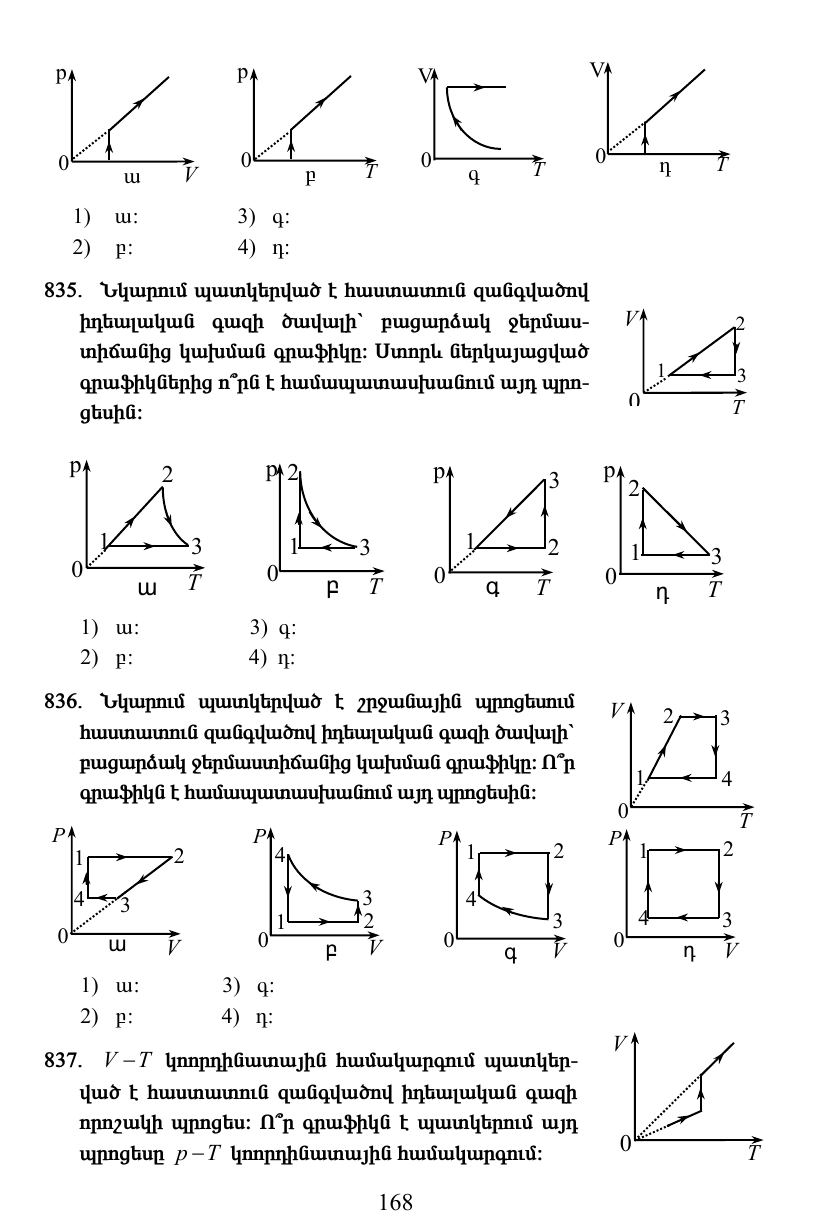 p p V V
0 V 0 T 0 T 0 T
ա բ գ դ
1) ա: 3) գ:
2) բ: 4) դ:
835. Նկարում պատկերված է հաստատուն զանգվածով
իդեալական գազի ծավալի՝ բացարձակ ջերմաս-
տիճանից կախման գրաֆիկը: Ստորև ներկայացված
գրաֆիկներից ո՞րն է համապատասխանում այդ պրո-
ցեսին:
V 2
1 3
0 T
p 2 p 2 p 3 p 2
1 3 1 3 1 2 1 3
0 T 0 T 0 T 0 T
ա բ գ դ
1) ա: 3) գ:
2) բ: 4) դ:
836. Նկարում պատկերված է շրջանային պրոցեսում
հաստատուն զանգվածով իդեալական գազի ծավալի՝
բացարձակ ջերմաստիճանից կախման գրաֆիկը: Ո՞ր
գրաֆիկն է համապատասխանում այդ պրոցեսին:
V 2 3
1 4
0 T
P P P P
1 2 4 1 2 1 2
4 3 3 4 4 3
1 2 3
0 V 0 V 0 V 0 V
ա բ գ դ
1) ա: 3) գ:
2) բ: 4) դ:
837. V – T կոորդինատային համակարգում պատկեր-
ված է հաստատուն զանգվածով իդեալական գազի
որոշակի պրոցես: Ո՞ր գրաֆիկն է պատկերում այդ
պրոցեսը p – T կոորդինատային համակարգում:
V
0 T
168